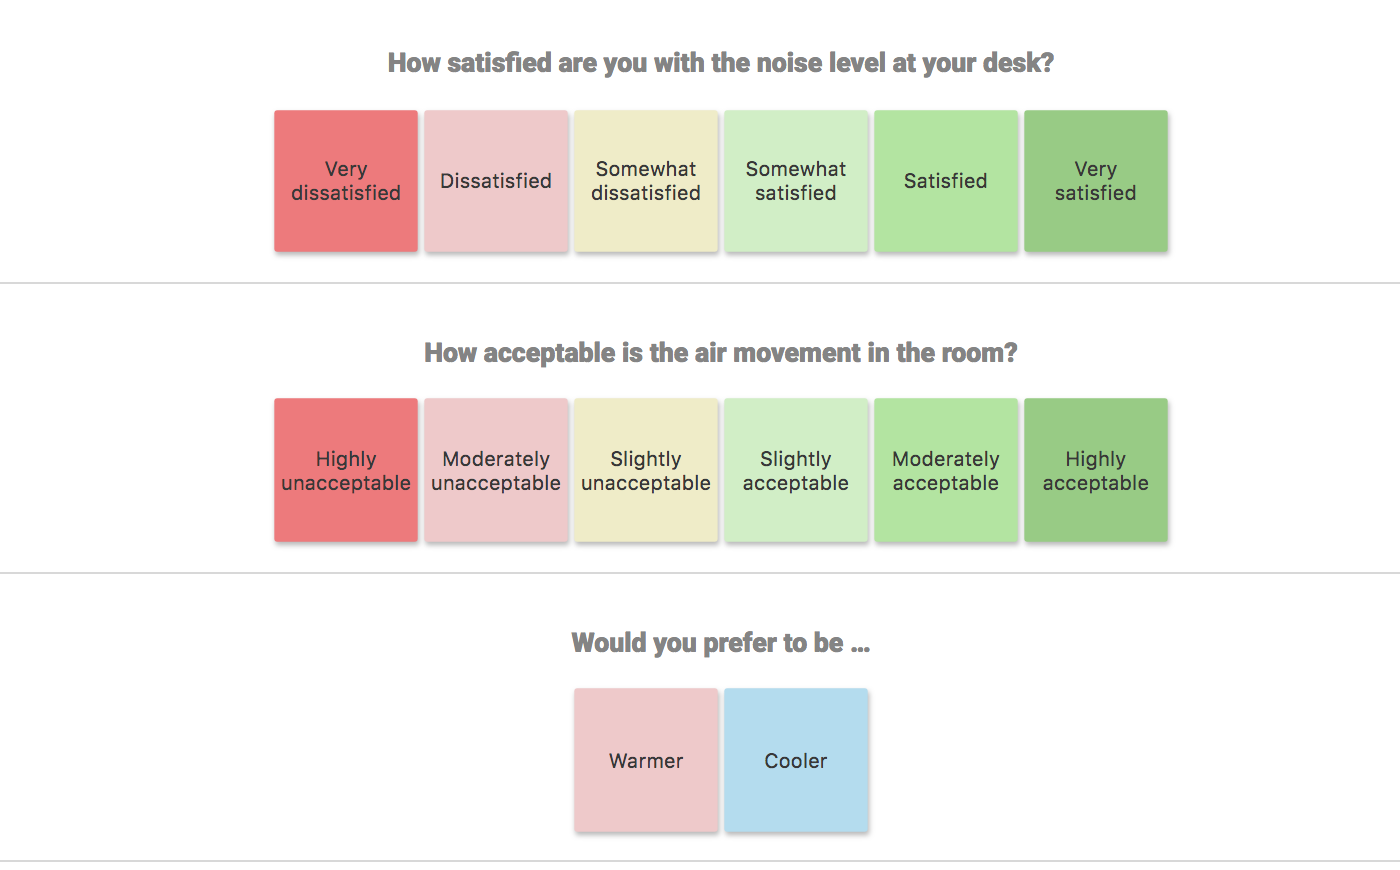 How satisfied are you with the noise level at your desk?
Very
dissatisfied
Dissatisfied
Somewhat
dissatisfied
Somewhat
satisfied
Satisfied
Very
satisfied
How acceptable is the air movement in the room?
Highly
unacceptable
Moderately
unacceptable
Slightly
unacceptable
Slightly
acceptable
Moderately
acceptable
Highly
acceptable
Would you prefer to be ...
Warmer
Cooler